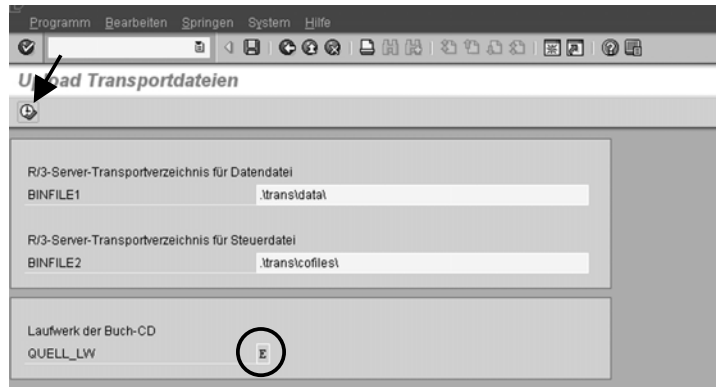 Programm Bearbeiten Springen System Hilfe
Upload Transportdateien
R/3-Server-Transportverzeichnis für Datendatei
BINFILE1 .\trans\data\
R/3-Server-Transportverzeichnis für Steuerdatei
BINFILE2 .\trans\cofiles\
Laufwerk der Buch-CD
QUELL_LW E